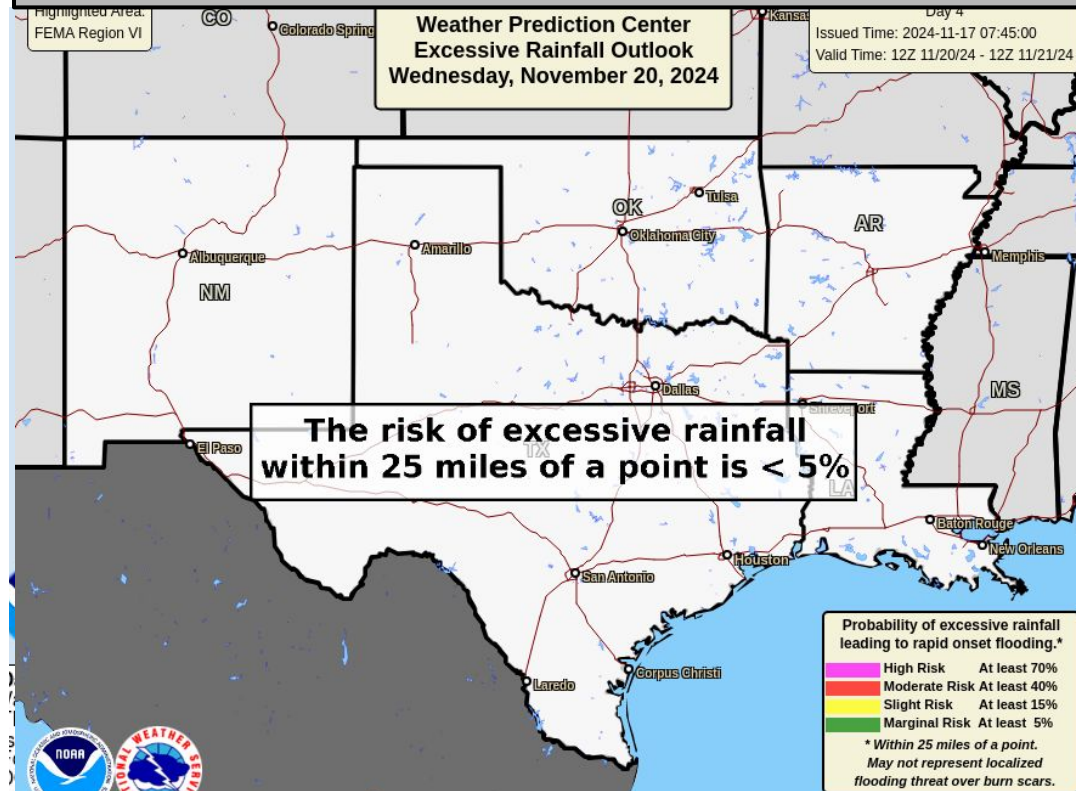 Highlighted Area:
FEMA Region VI
Weather Prediction Center
Excessive Rainfall Outlook
Wednesday, November 20, 2024
Day 4
Issued Time: 2024-11-17 07:45:00
Valid Time: 12Z 11/20/24 - 12Z 11/21/24
CO
Colorado Spring
Kansas
Tulsa
OK
Oklahoma City
AR
Amarillo
Albuquerque
Memphis
NM
Dallas
MS
Shreveport
The risk of excessive rainfall
within 25 miles of a point is < 5%
El Paso
TX
LA
Baton Rouge
New Orleans
Houston
San Antonio
Corpus Christi
Laredo
Probability of excessive rainfall
leading to rapid onset flooding.*
High Risk At least 70%
Moderate Risk At least 40%
Slight Risk At least 15%
Marginal Risk At least 5%
* Within 25 miles of a point.
May not represent localized
flooding threat over burn scars.
NOAA
WEATHER